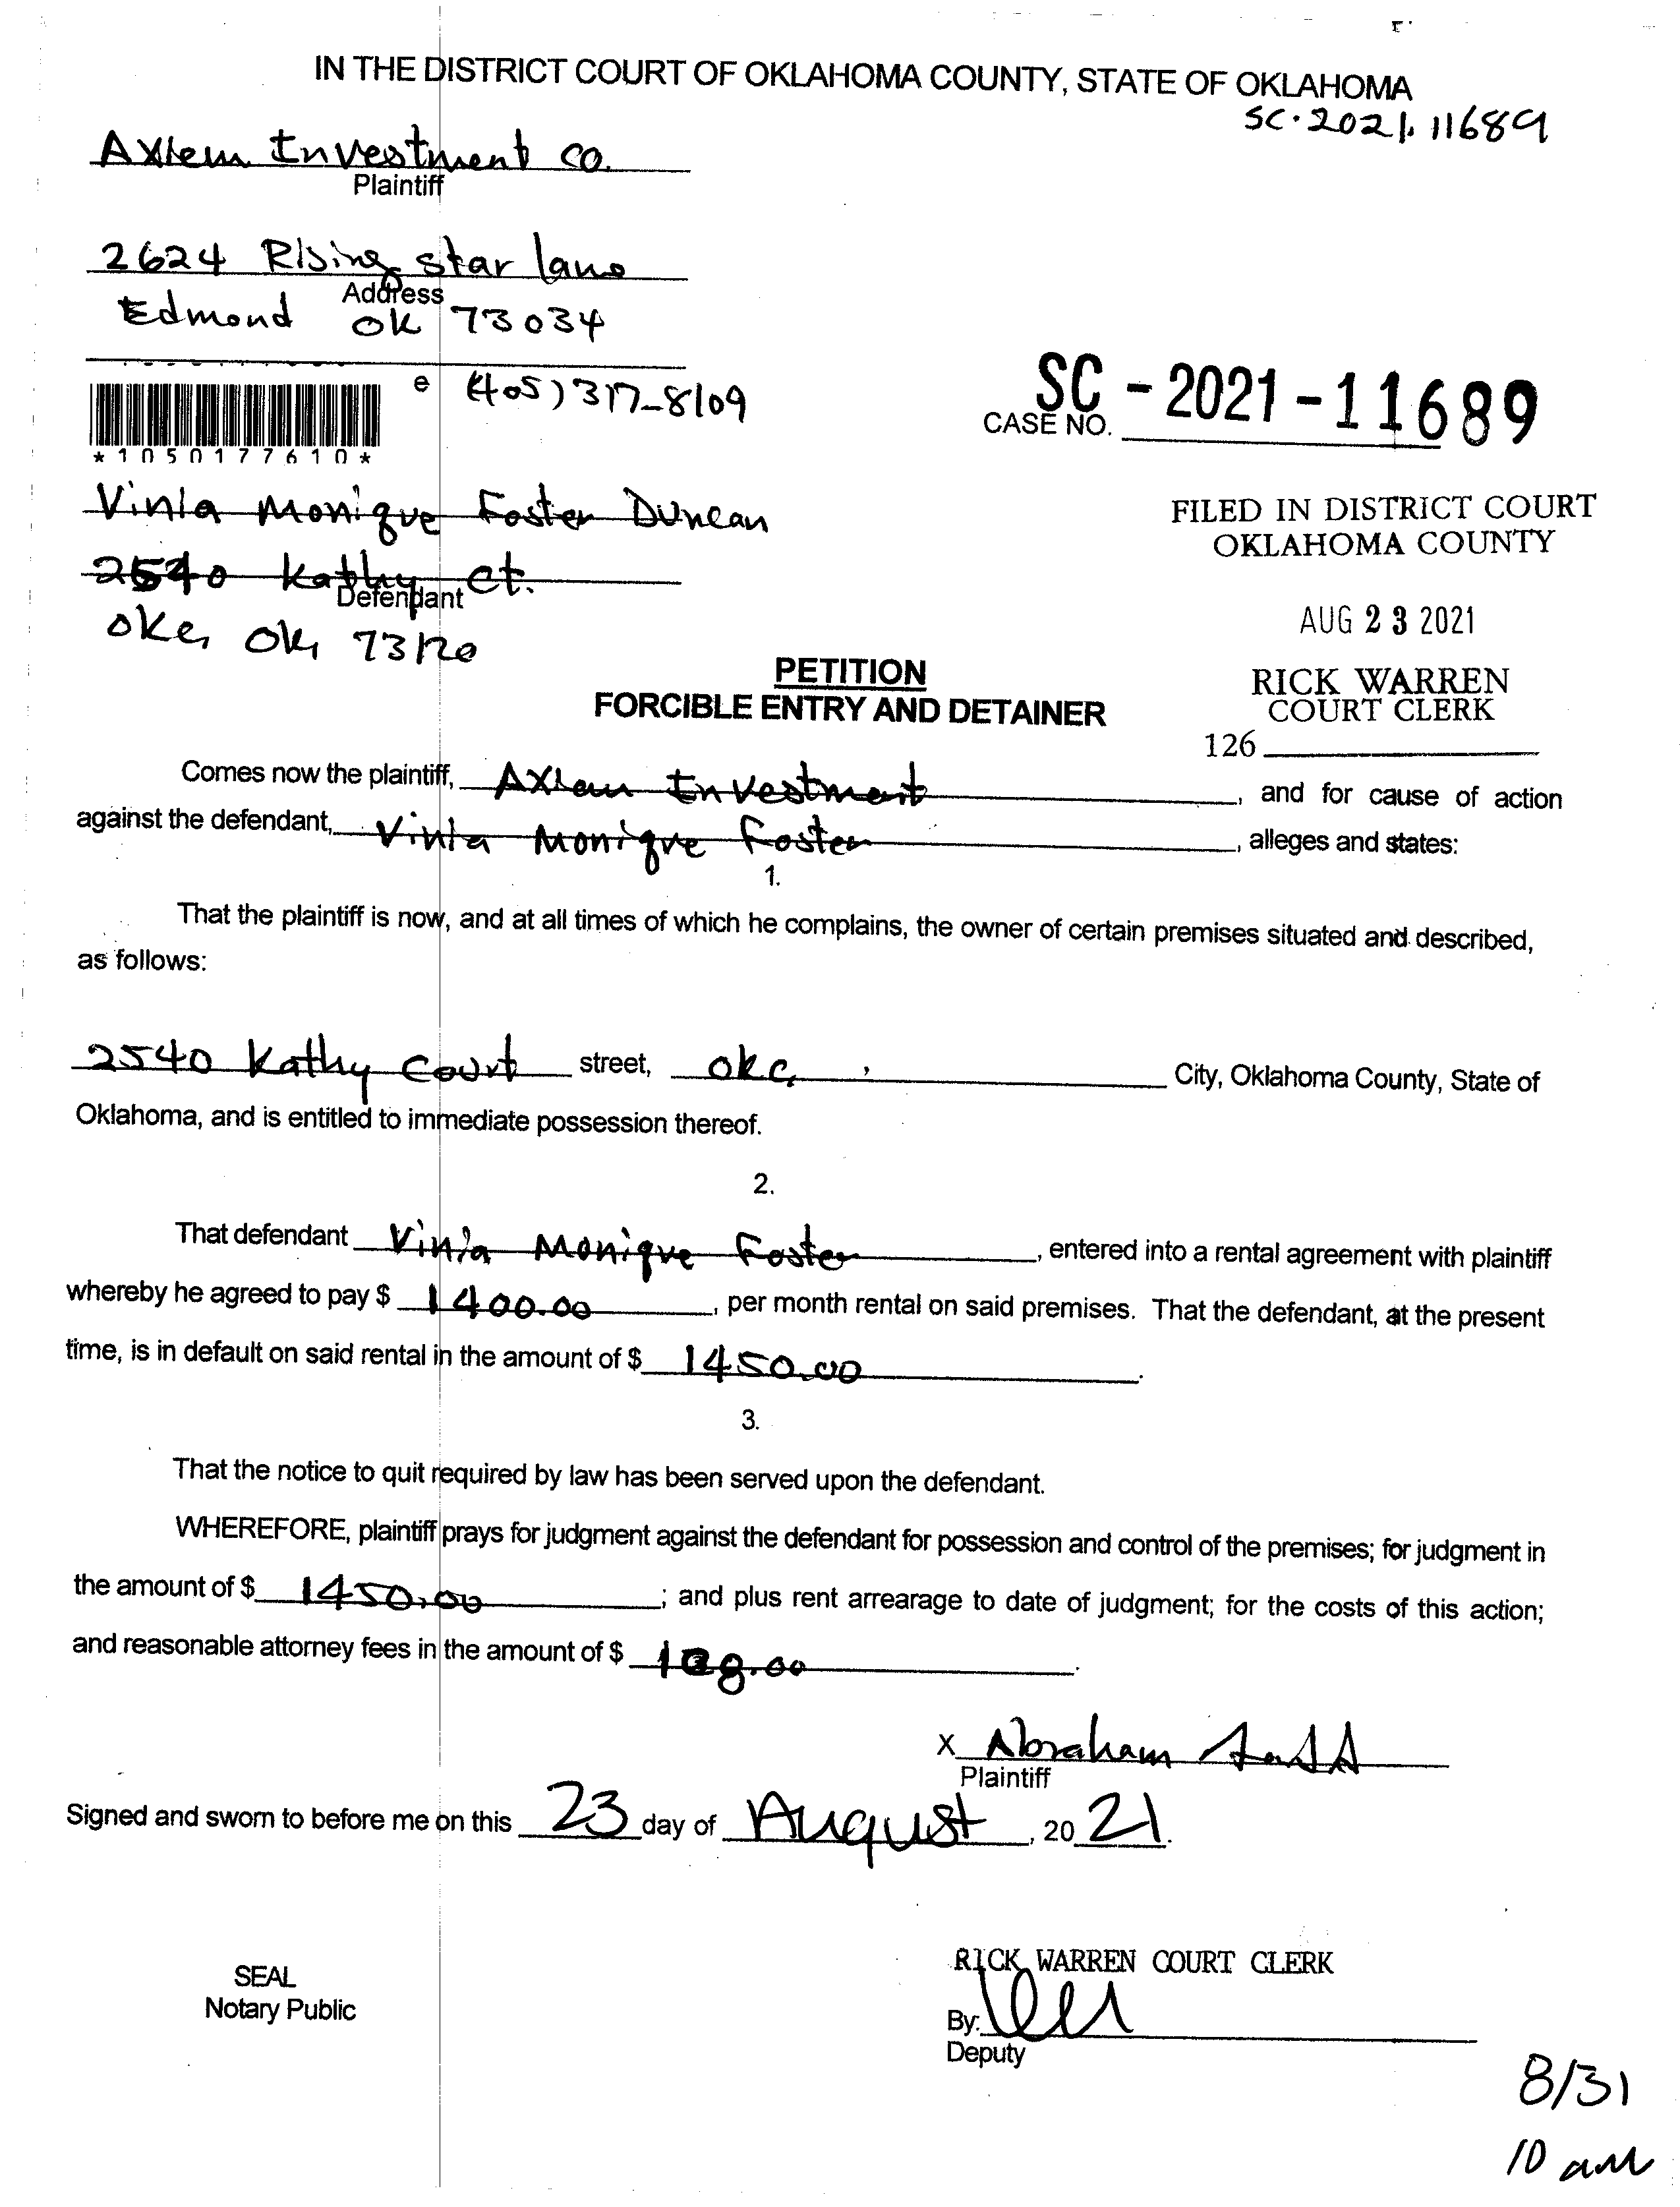 IN THE DISTRICT COURT OF OKLAHOMA COUNTY, STATE OF OKLAHOMA
SC·2021·11689
Axiem Investment Co.
Plaintiff
2624 Rising Star lane
Address
Edmond OK 73034
e (405) 317-8109
*1050177610*
SC-2021-11689
CASE NO.
Vinia Monique Foster Duncan
2540 Kathy Ct.
Defendant
OKC, OK, 73120
FILED IN DISTRICT COURT
OKLAHOMA COUNTY
AUG 23 2021
RICK WARREN
COURT CLERK
126
PETITION
FORCIBLE ENTRY AND DETAINER
Comes now the plaintiff, Axiem Investment, and for cause of action
against the defendant, Vinia Monique Foster, alleges and states:
1.
That the plaintiff is now, and at all times of which he complains, the owner of certain premises situated and described,
as follows:
2540 Kathy Court street, OKC, City, Oklahoma County, State of
Oklahoma, and is entitled to immediate possession thereof.
2.
That defendant Vinia Monique Foster, entered into a rental agreement with plaintiff
whereby he agreed to pay $ 1400.00, per month rental on said premises. That the defendant, at the present
time, is in default on said rental in the amount of $ 1450.00.
3.
That the notice to quit required by law has been served upon the defendant.
WHEREFORE, plaintiff prays for judgment against the defendant for possession and control of the premises; for judgment in
the amount of $ 1450.00; and plus rent arrearage to date of judgment; for the costs of this action;
and reasonable attorney fees in the amount of $
X Abraham
Plaintiff
Signed and sworn to before me on this 23 day of August, 2021.
SEAL
Notary Public
RICK WARREN COURT CLERK
By:
Deputy
8/31
10 am